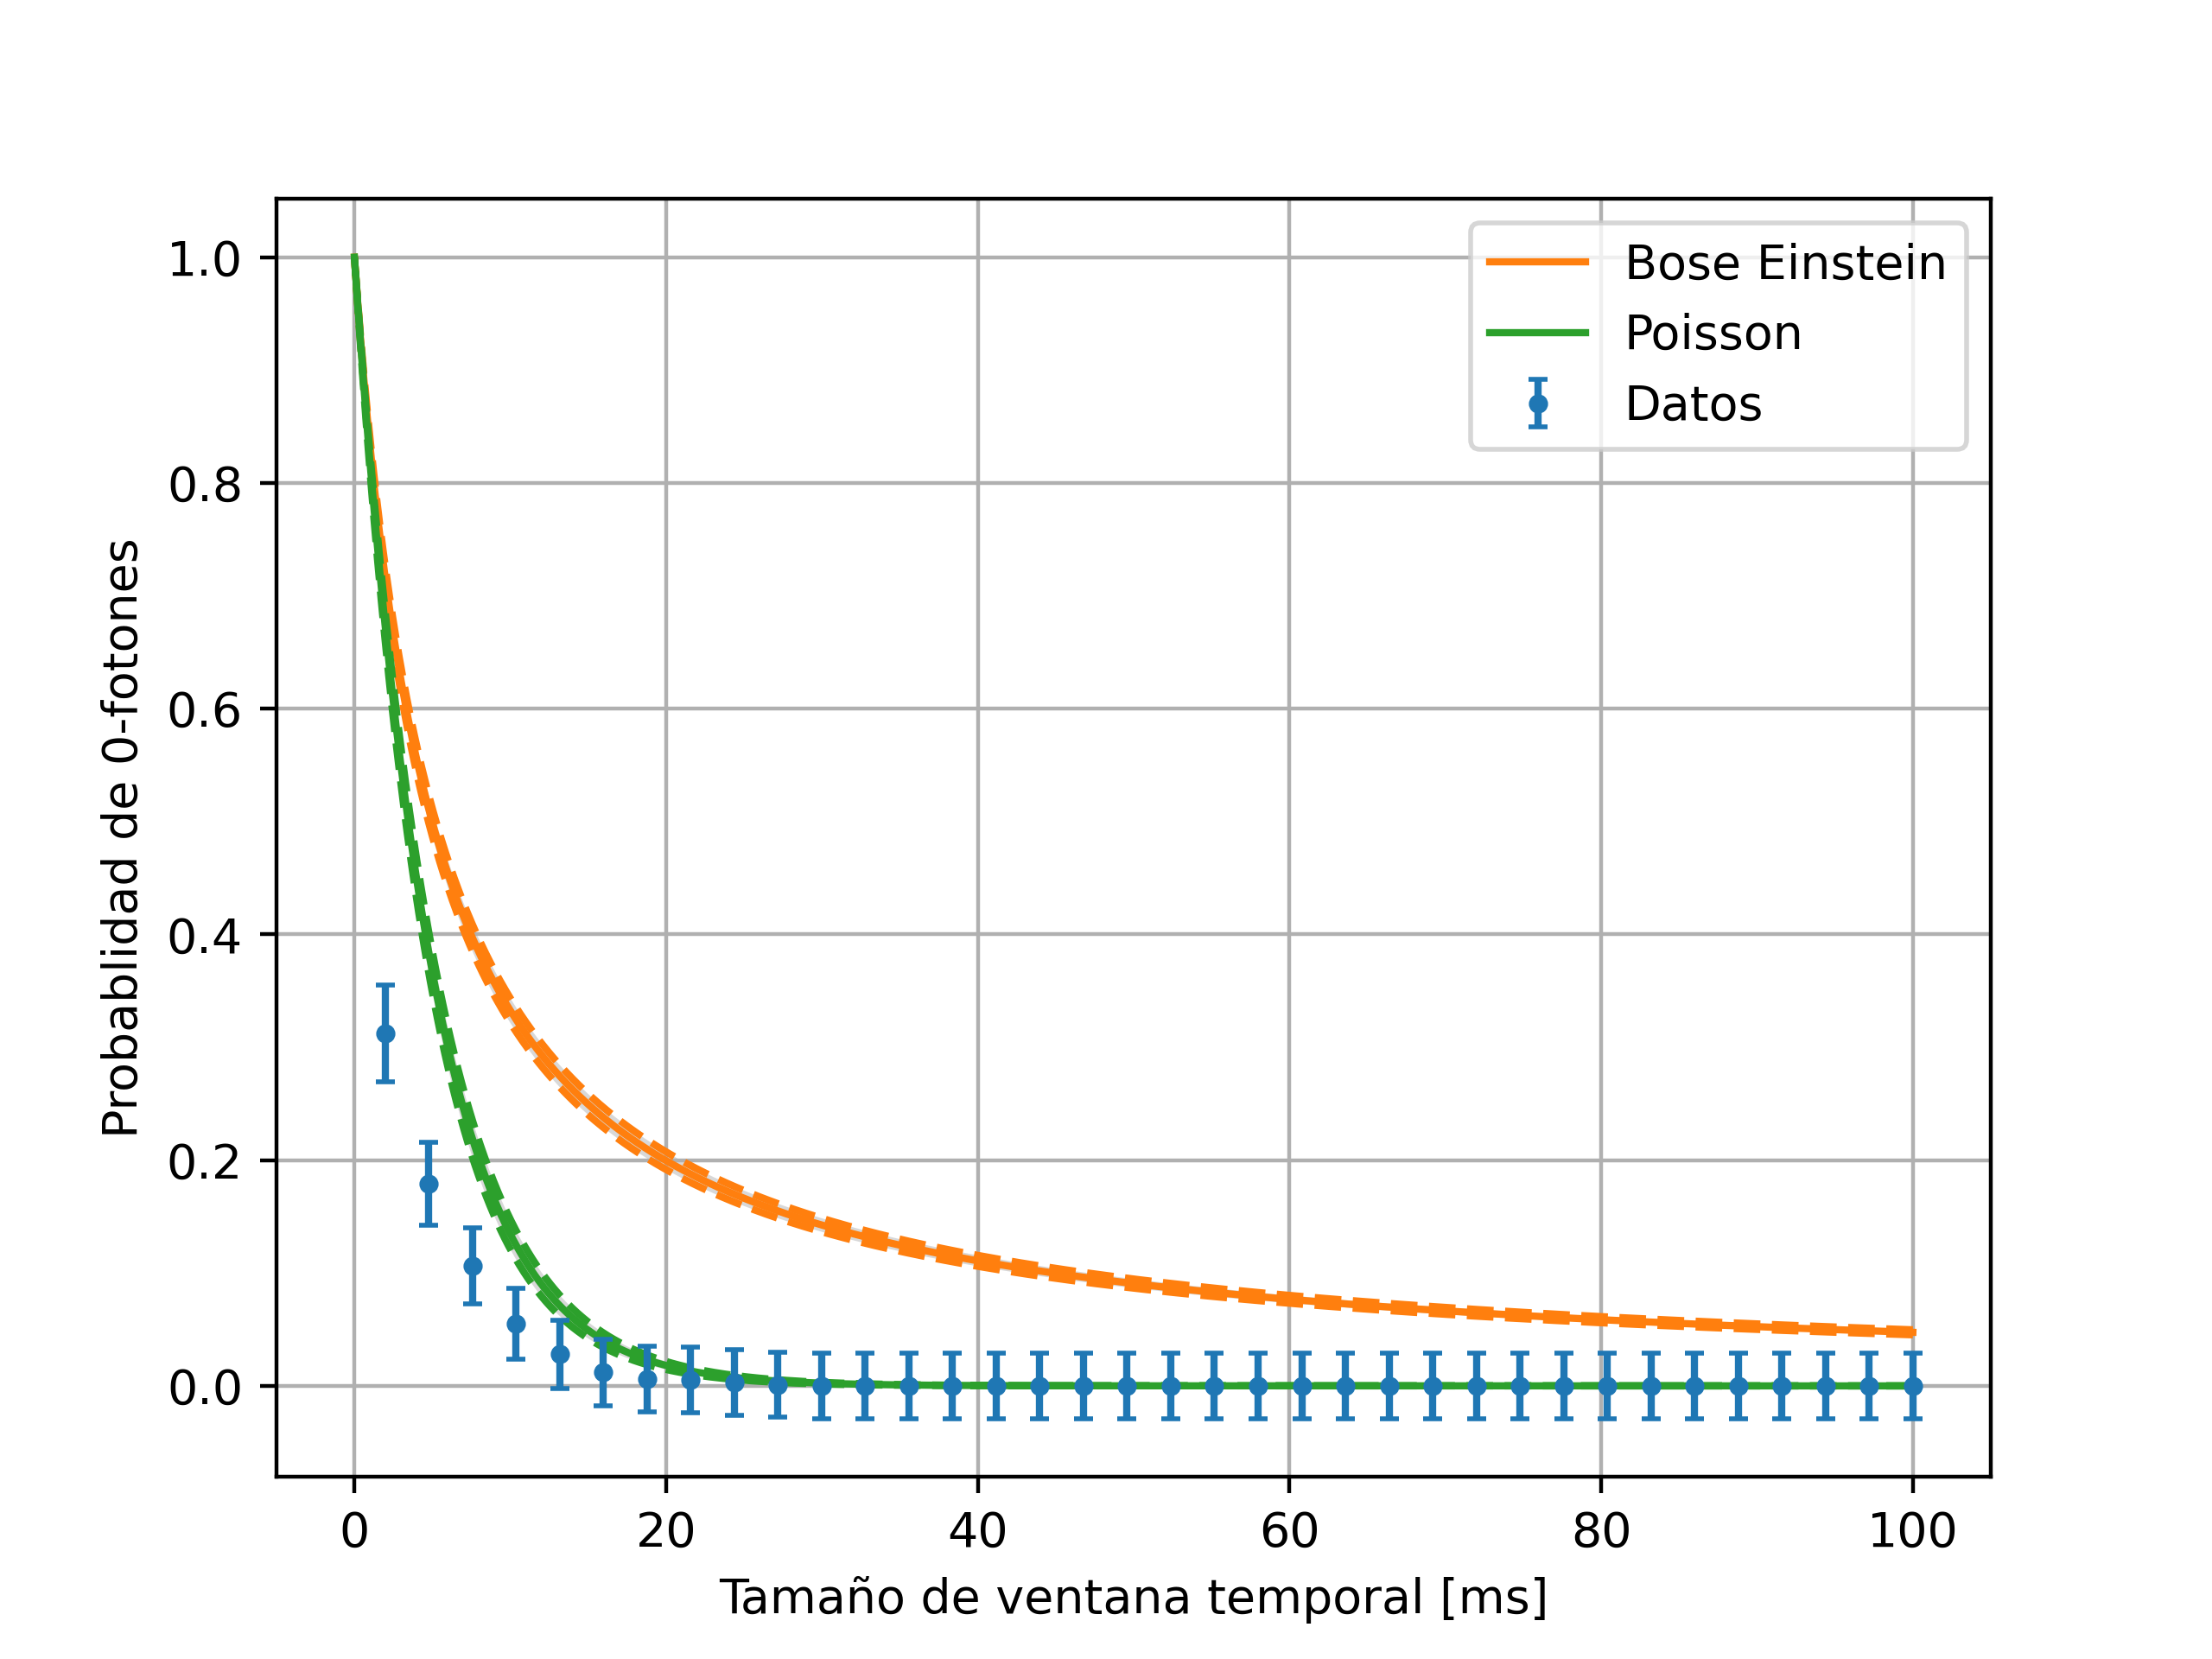 Bose Einstein
Poisson
Datos
1.0
0.8
0.6
0.4
0.2
0.0
Probablidad de 0-fotones
0 20 40 60 80 100
Tamaño de ventana temporal [ms]